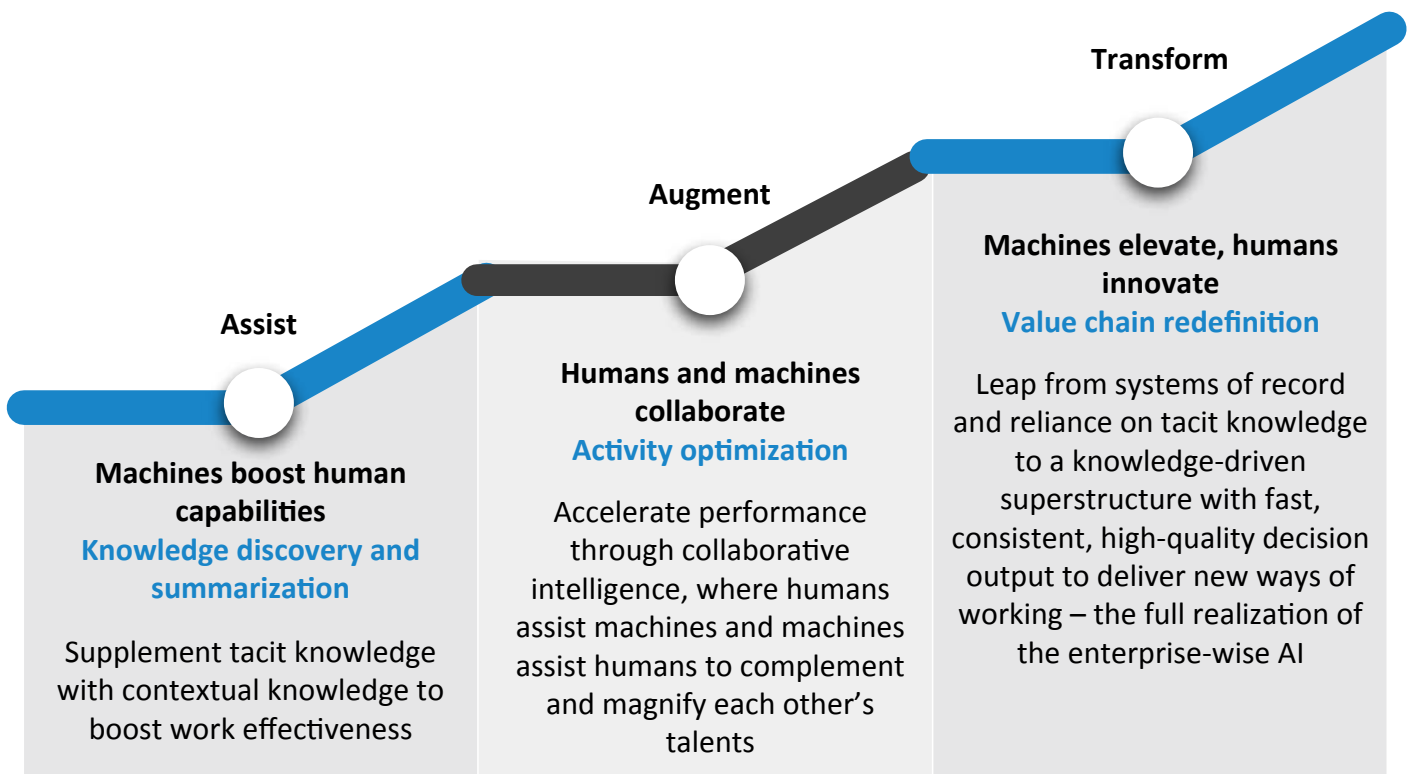 Assist
Machines boost human
capabilities
Knowledge discovery and
summarization
Supplement tacit knowledge
with contextual knowledge to
boost work effectiveness
Augment
Humans and machines
collaborate
Activity optimization
Accelerate performance
through collaborative
intelligence, where humans
assist machines and machines
assist humans to complement
and magnify each other’s
talents
Transform
Machines elevate, humans
innovate
Value chain redefinition
Leap from systems of record
and reliance on tacit knowledge
to a knowledge-driven
superstructure with fast,
consistent, high-quality decision
output to deliver new ways of
working – the full realization of
the enterprise-wise AI